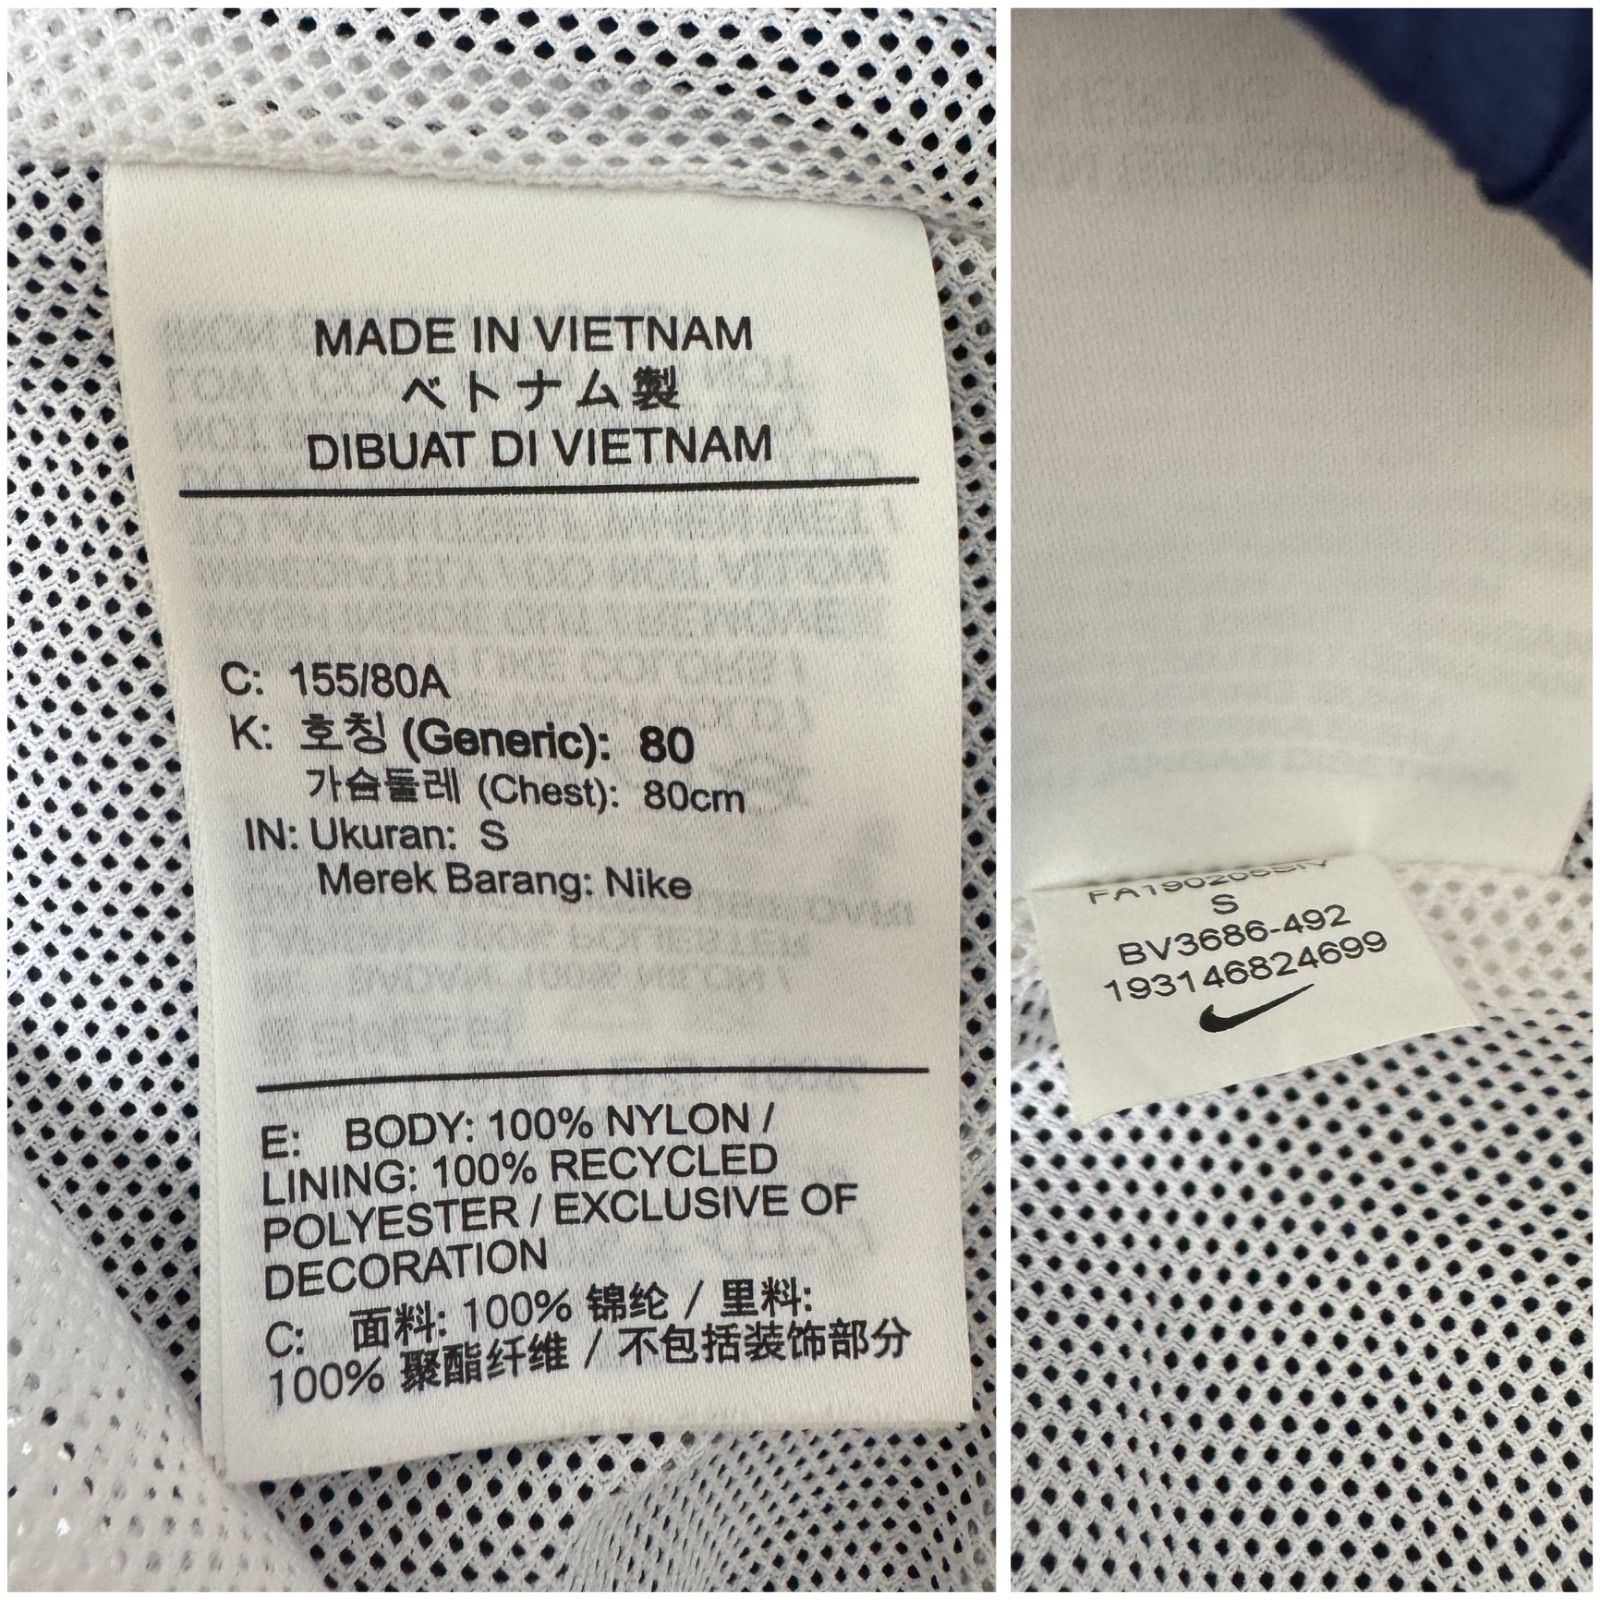 MADE IN VIETNAM
ベトナム製
DIBUAT DI VIETNAM
C: 155/80A
K: 호칭 (Generic): 80
가슴둘레 (Chest): 80cm
IN: Ukuran: S
Merek Barang: Nike
E: BODY: 100% NYLON /
LINING: 100% RECYCLED
POLYESTER / EXCLUSIVE OF
DECORATION
C: 面料: 100% 锦纶 / 里料:
100% 聚酯纤维 / 不包括装饰部分
S
BV3686-492
193146824699